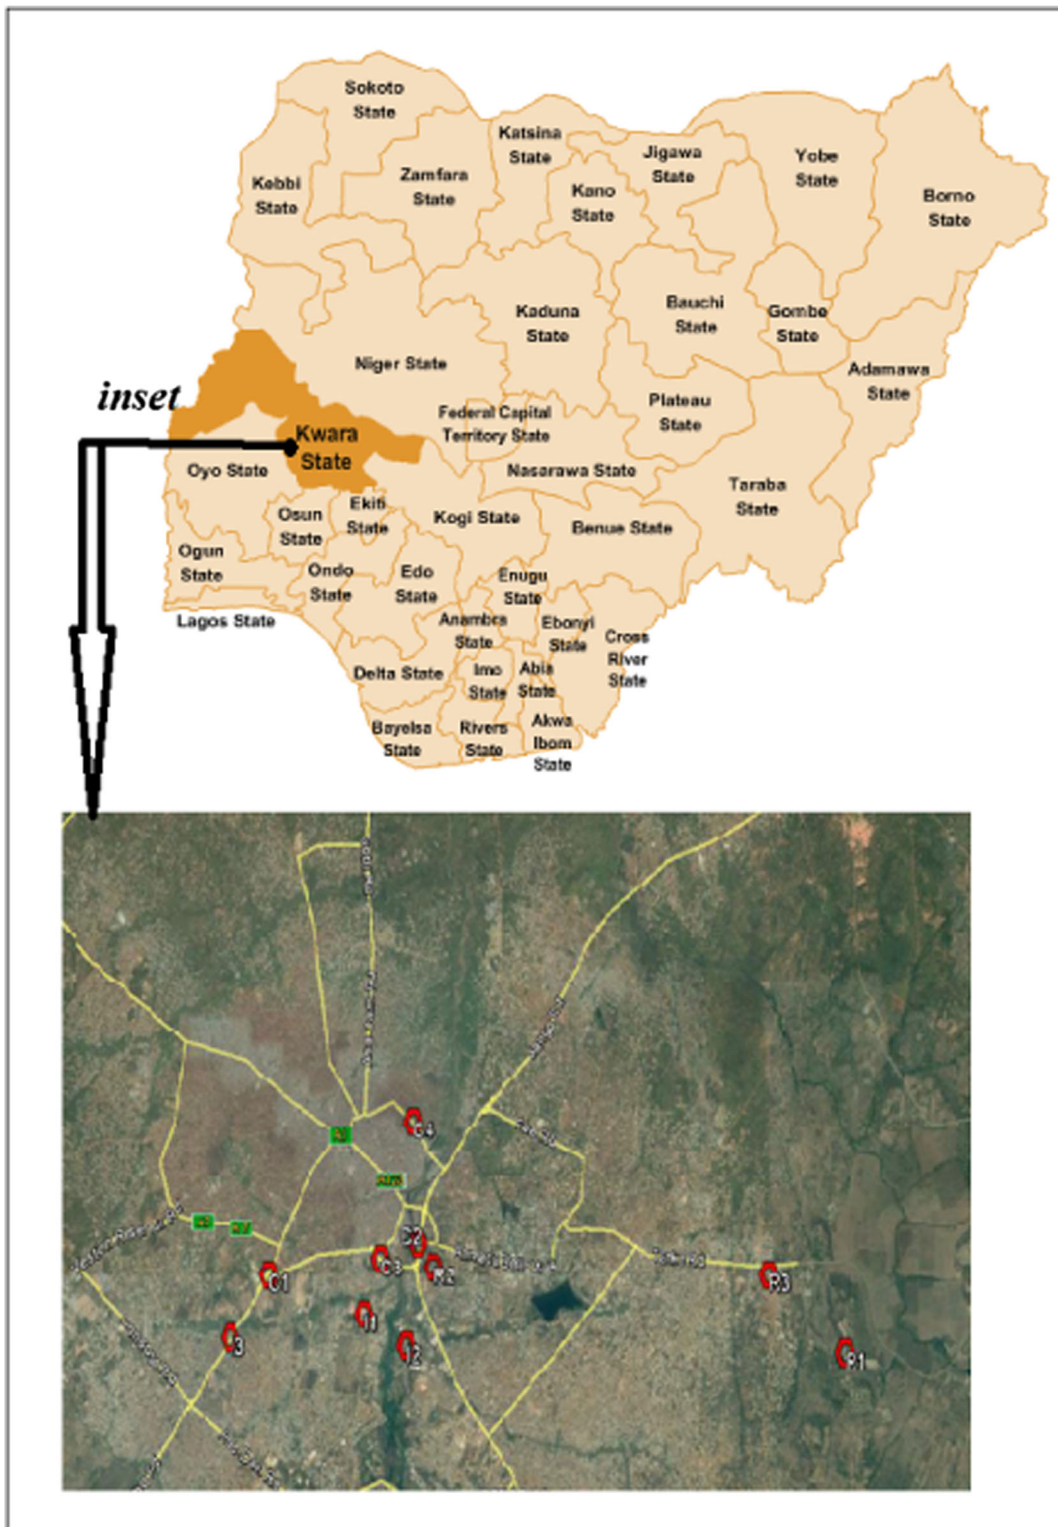 Sokoto
State
Katsina
State
Jigawa
State
Yobe
State
Kebbi
State
Zamfara
State
Kano
State
Borno
State
Kaduna
State
Bauchi
State
Gombe
State
Niger State
Adamawa
State
inset
Federal Capital
Territory State
Plateau
State
Kwara
State
Oyo State
Nasarawa State
Taraba
State
Osun
State
Ekiti
State
Kogi State
Benue State
Ogun
State
Ondo
State
Edo
State
Enugu
State
Lagos State
Anambra
State
Ebonyi
State
Cross
River
State
Delta State
Imo
State
Abia
State
Bayelsa
State
Rivers
State
Akwa
Ibom
State
C4
C2
C3
R2
C1
R3
I1
I2
3
R1